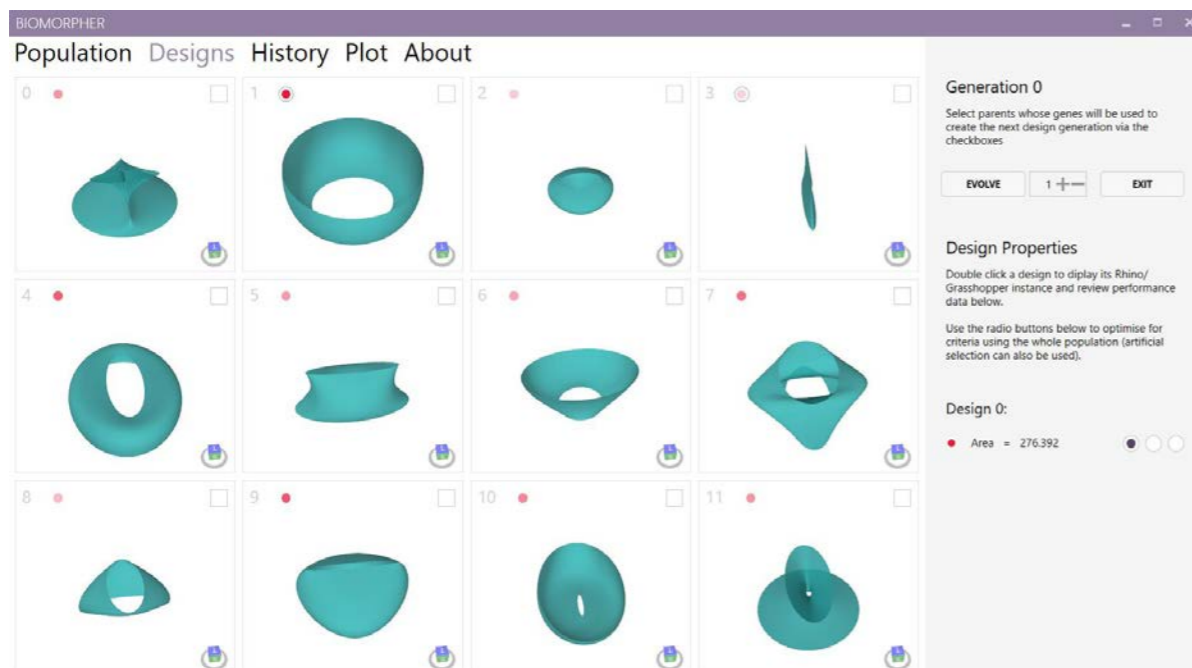 BIOMORPHER
Population Designs History Plot About
0
1
2
3
4
5
6
7
8
9
10
11
Generation 0
Select parents whose genes will be used to
create the next design generation via the
checkboxes
EVOLVE 1 EXIT
Design Properties
Double click a design to diplay its Rhino/
Grasshopper instance and review performance
data below.
Use the radio buttons below to optimise for
criteria using the whole population (artificial
selection can also be used).
Design 0:
Area = 276.392